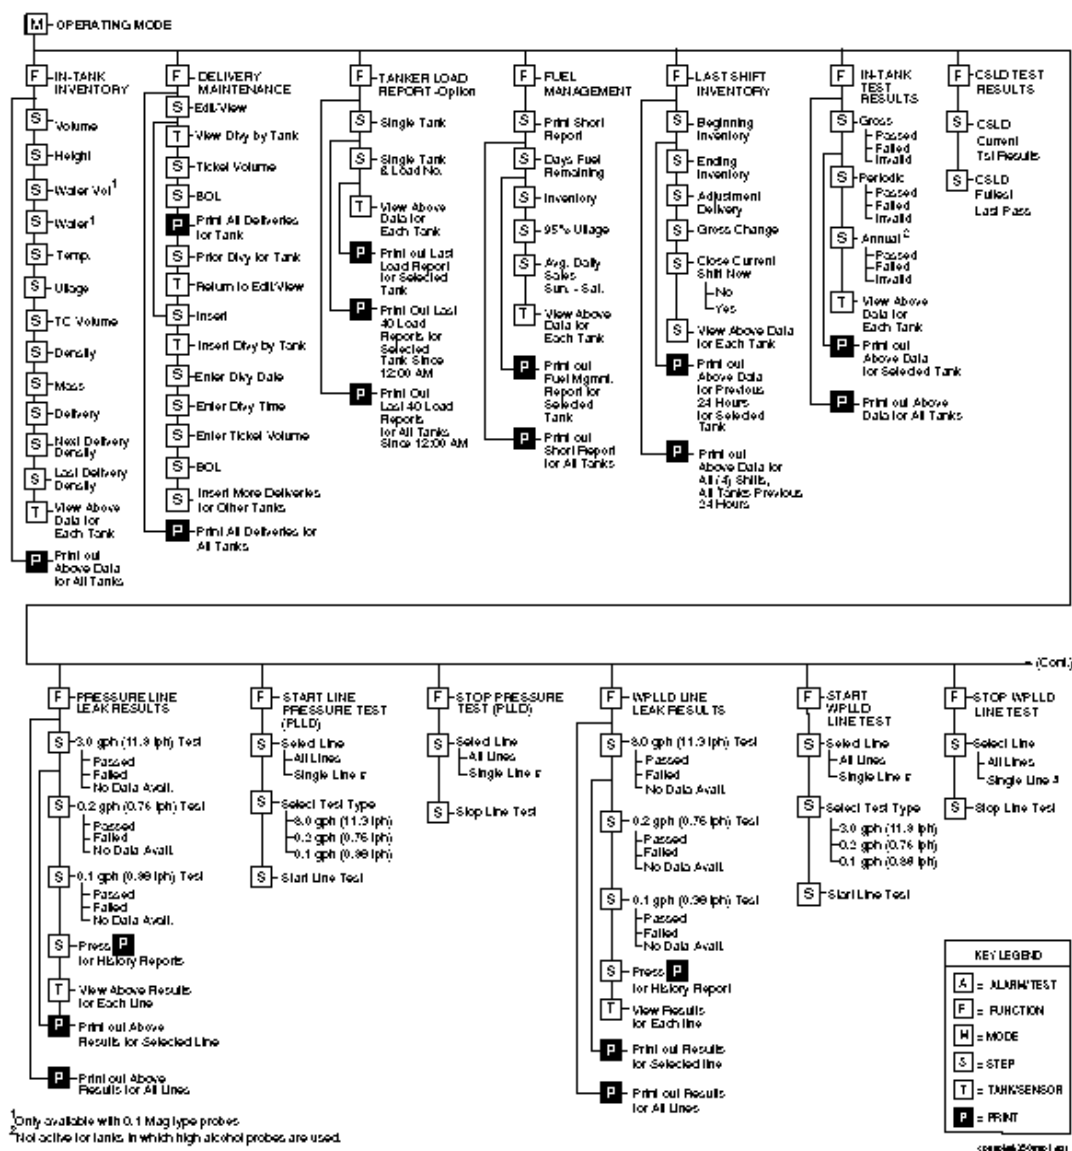 M OPERATING MODE
F IN-TANK
INVENTORY
S Volume
S Height
S Water Vol1
S Water1
S Temp.
S Ullage
S TC Volume
S Density
S Mass
S Delivery
S Next Delivery
Density
S Last Delivery
Density
T View Above
Data for
Each Tank
P Print out
Above Data
for All Tanks
F DELIVERY
MAINTENANCE
S Edit/View
T View Dlvy by Tank
S Ticket Volume
S BOL
P Print All Deliveries
for Tank
S Prior Dlvy for Tank
T Return to Edit/View
S Insert
T Insert Dlvy by Tank
S Enter Dlvy Date
S Enter Dlvy Time
S Enter Ticket Volume
S BOL
S Insert More Deliveries
for Other Tanks
P Print All Deliveries for
All Tanks
F TANKER LOAD
REPORT -Option
S Single Tank
S Single Tank
& Load No.
T View Above
Data for
Each Tank
P Print out Last
Load Report
for Selected
Tank
P Print Out Last
40 Load
Reports for
Selected
Tank Since
12:00 AM
P Print Out
Last 40 Load
Reports
for All Tanks
Since 12:00 AM
F FUEL
MANAGEMENT
S Print Short
Report
S Days Fuel
Remaining
S Inventory
S 95% Ullage
S Avg. Daily
Sales
Sun. - Sat.
T View Above
Data for
Each Tank
P Print out
Fuel Mgmnt.
Report for
Selected
Tank
P Print out
Short Report
for All Tanks
F LAST SHIFT
INVENTORY
S Beginning
Inventory
S Ending
Inventory
S Adjustment
Delivery
S Gross Change
S Close Current
Shift Now
No
Yes
S View Above Data
for Each Tank
P Print out
Above Data
for Previous
24 Hours
for Selected
Tank
P Print out
Above Data for
All (4) Shifts,
All Tanks Previous
24 Hours
F IN-TANK
TEST
RESULTS
S Gross
Passed
Failed
Invalid
S Periodic
Passed
Failed
Invalid
S Annual2
Passed
Failed
Invalid
T View Above
Data for
Each Tank
P Print out
Above Data
for Selected Tank
P Print out Above
Data for All Tanks
F CSLD TEST
RESULTS
S CSLD
Current
Tst Results
S CSLD
Fullest
Last Pass
(Cont.)
F PRESSURE LINE
LEAK RESULTS
S 3.0 gph (11.3 lph) Test
Passed
Failed
No Data Avail.
S 0.2 gph (0.76 lph) Test
Passed
Failed
No Data Avail.
S 0.1 gph (0.38 lph) Test
Passed
Failed
No Data Avail.
S Press P
for History Reports
T View Above Results
for Each Line
P Print out Above
Results for Selected Line
P Print out Above
Results for All Lines
F START LINE
PRESSURE TEST
(PLLD)
S Select Line
All Lines
Single Line
S Select Test Type
3.0 gph (11.3 lph)
0.2 gph (0.76 lph)
0.1 gph (0.38 lph)
S Start Line Test
F STOP PRESSURE
TEST (PLLD)
S Select Line
All Lines
Single Line
S Stop Line Test
F WPLLD LINE
LEAK RESULTS
S 3.0 gph (11.3 lph) Test
Passed
Failed
No Data Avail.
S 0.2 gph (0.76 lph) Test
Passed
Failed
No Data Avail.
S 0.1 gph (0.38 lph) Test
Passed
Failed
No Data Avail.
S Press P
for History Report
T View Results
for Each line
P Print out Results
for Selected line
P Print out Results
for All Lines
F START
WPLLD
LINE TEST
S Select Line
All Lines
Single Line
S Select Test Type
3.0 gph (11.3 lph)
0.2 gph (0.76 lph)
0.1 gph (0.38 lph)
S Start Line Test
F STOP WPLLD
LINE TEST
S Select Line
All Lines
Single Line
S Stop Line Test
KEY LEGEND
A = ALARM/TEST
F = FUNCTION
M = MODE
S = STEP
T = TANK/SENSOR
P = PRINT
1Only available with 0.1 Mag type probes
2Not active for tanks in which high alcohol probes are used.